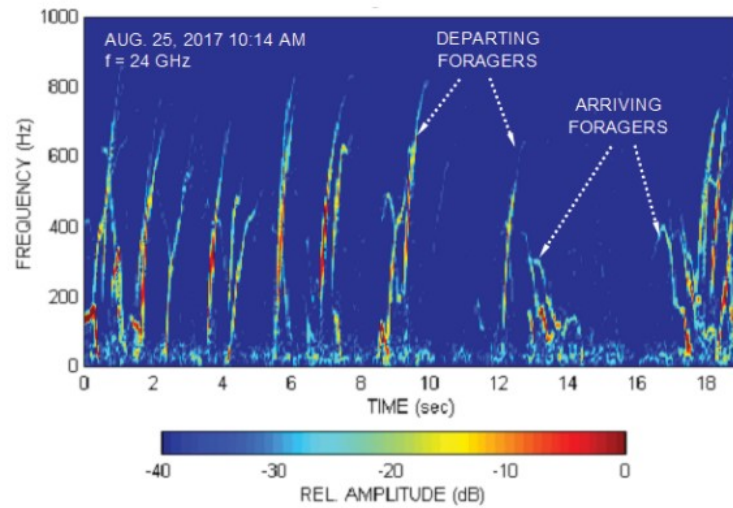 1000
800
600
400
200
0
FREQUENCY (Hz)
AUG. 25, 2017 10:14 AM
f = 24 GHz
DEPARTING
FORAGERS
ARRIVING
FORAGERS
0 2 4 6 8 10 12 14 16 18
TIME (sec)
-40 -30 -20 -10 0
REL. AMPLITUDE (dB)